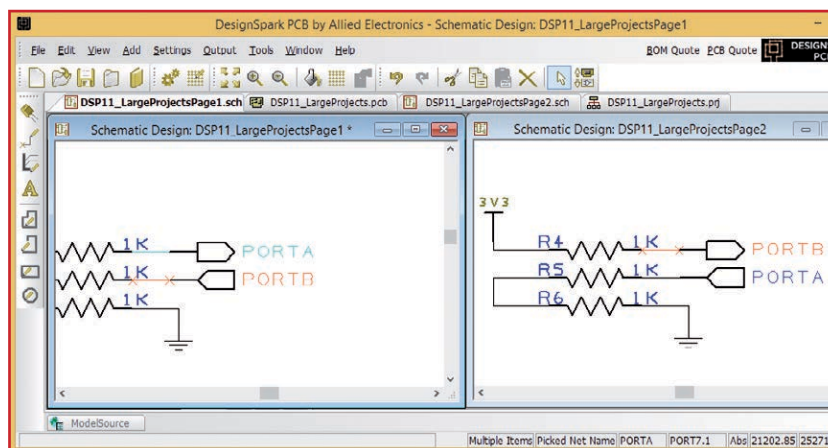 DesignSpark PCB by Allied Electronics - Schematic Design: DSP11_LargeProjectsPage1
File Edit View Add Settings Output Tools Window Help
BOM Quote PCB Quote
DESIGNS
PCB
DSP11_LargeProjectsPage1.sch DSP11_LargeProjects.pcb DSP11_LargeProjectsPage2.sch DSP11_LargeProjects.prj
Schematic Design: DSP11_LargeProjectsPage1 *
1K PORTA
1K PORTB
1K
Schematic Design: DSP11_LargeProjectsPage2
3V3
R4 1K PORTB
R5 1K PORTA
R6 1K
ModelSource
Multiple Items Picked Net Name PORTA PORT7.1 Abs 21202.85 25271